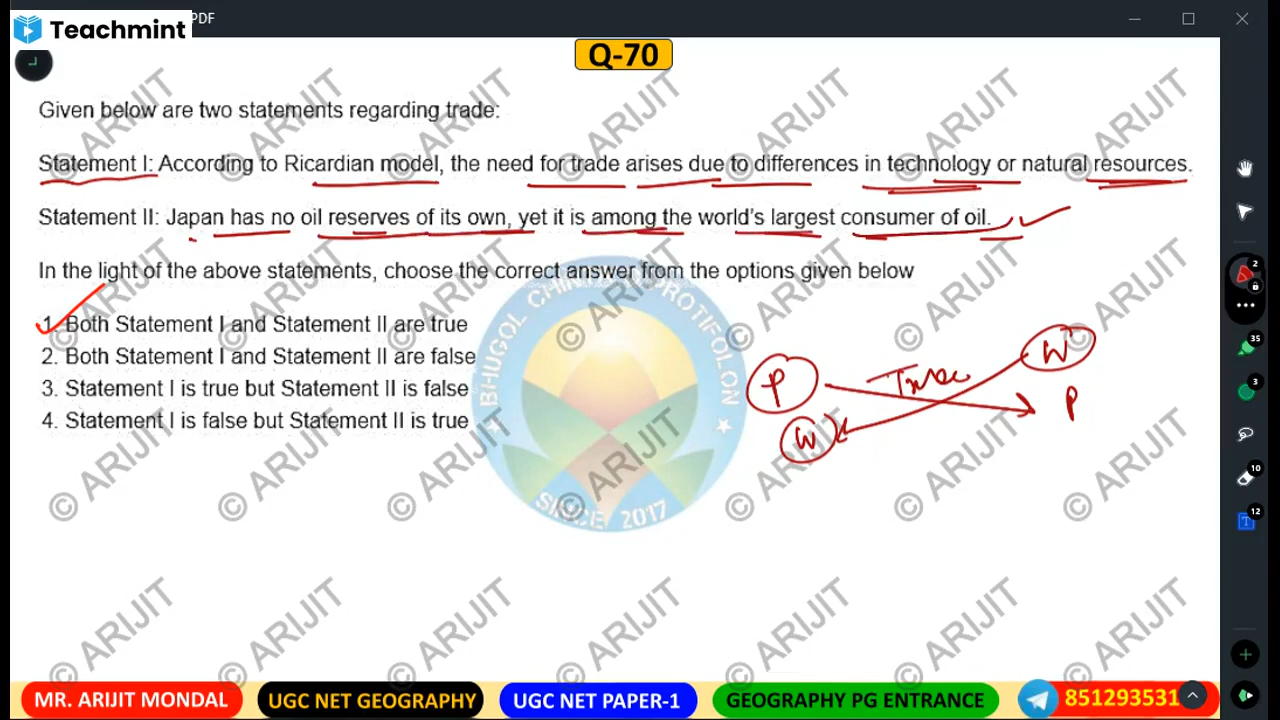 PDF
Teachmint
Q-70
Given below are two statements regarding trade:
Statement I: According to Ricardian model, the need for trade arises due to differences in technology or natural resources.
Statement II: Japan has no oil reserves of its own, yet it is among the world's largest consumer of oil.
In the light of the above statements, choose the correct answer from the options given below
1. Both Statement I and Statement II are true
2. Both Statement I and Statement II are false
3. Statement I is true but Statement II is false
4. Statement I is false but Statement II is true
P
W
W
P
BHUGOL CHINTA PROTIFOLON
SINCE 2017
© ARIJIT
2
35
3
10
12
MR. ARIJIT MONDAL
UGC NET GEOGRAPHY
UGC NET PAPER-1
GEOGRAPHY PG ENTRANCE
851293531